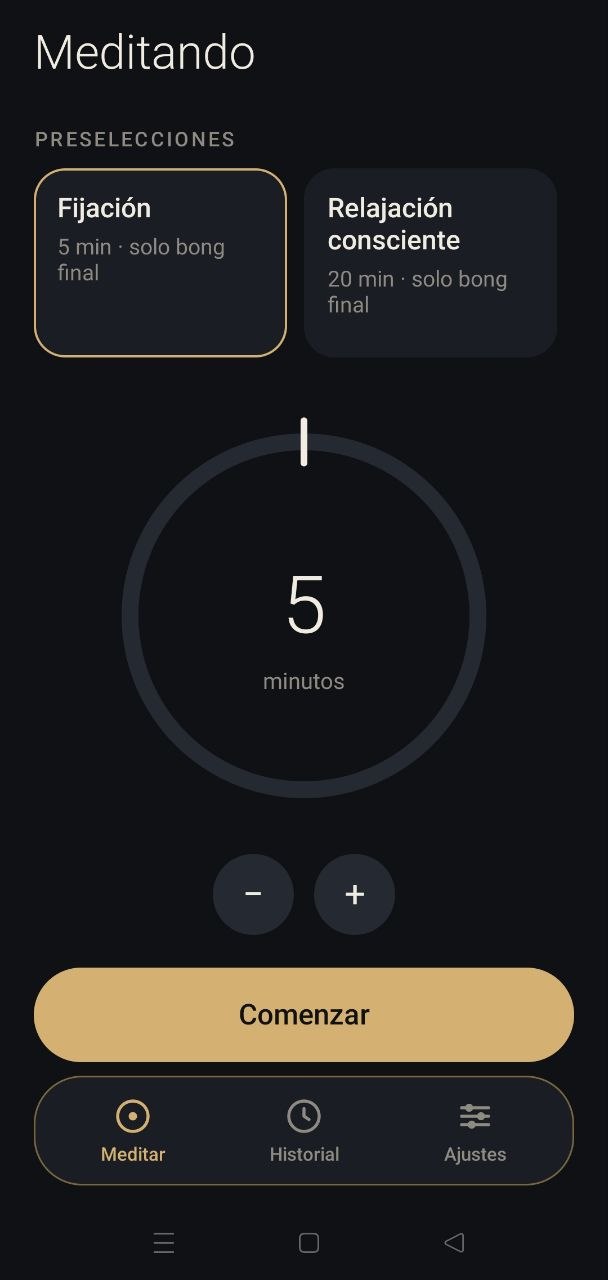 Meditando
PRESELECCIONES
Fijación
5 min · solo bong
final
Relajación
consciente
20 min · solo bong
final
5
minutos
− +
Comenzar
Meditar Historial Ajustes